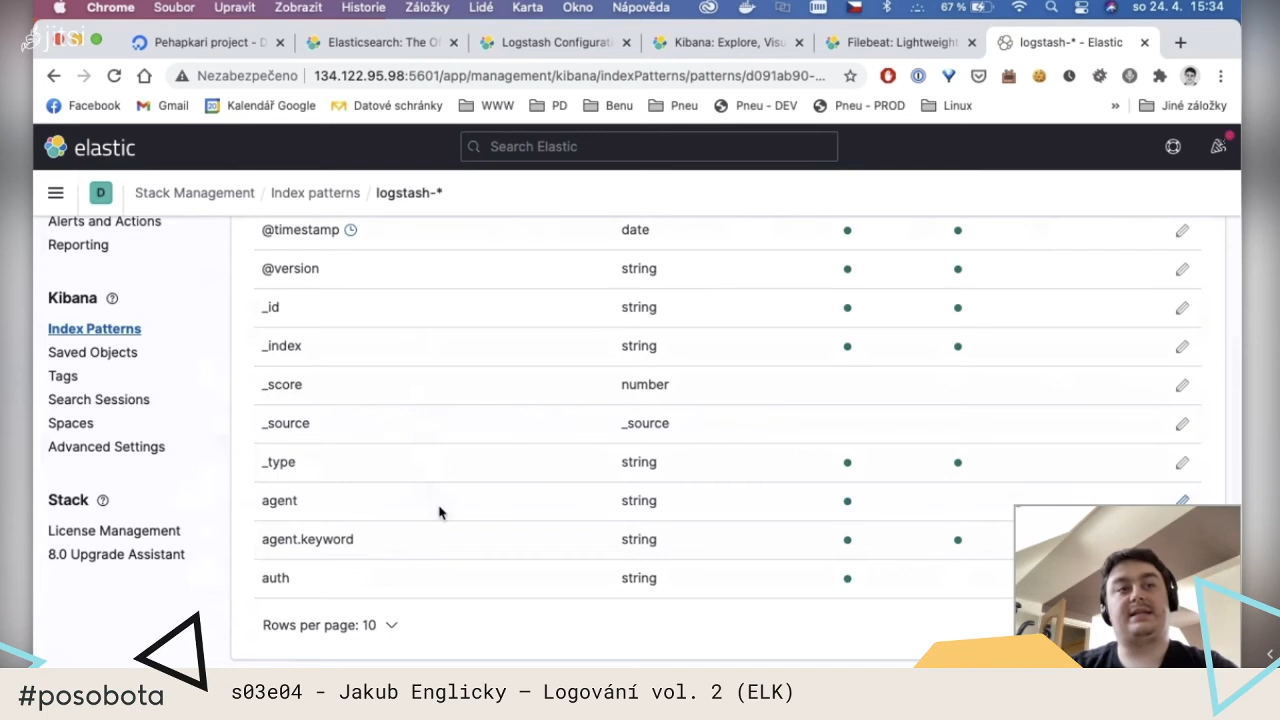 Chrome Soubor Upravit Zobrazit Historie Záložky Lidé Karta Okno Nápověda 67 % so 24. 4. 15:34
jitsi
Pehapkari project - D Elasticsearch: The Of Logstash Configurati Kibana: Explore, Visu Filebeat: Lightweight logstash-* - Elastic
Nezabezpečeno 134.122.95.98:5601/app/management/kibana/indexPatterns/patterns/d091ab90-...
Facebook Gmail Kalendář Google Datové schránky WWW PD Benu Pneu Pneu - DEV Pneu - PROD Linux » Jiné záložky
elastic Search Elastic
D Stack Management / Index patterns / logstash-*
Alerts and Actions
Reporting
Kibana
Index Patterns
Saved Objects
Tags
Search Sessions
Spaces
Advanced Settings
Stack
License Management
8.0 Upgrade Assistant
@timestamp date
@version string
_id string
_index string
_score number
_source _source
_type string
agent string
agent.keyword string
auth string
Rows per page: 10
#posobota s03e04 - Jakub Englicky – Logování vol. 2 (ELK)